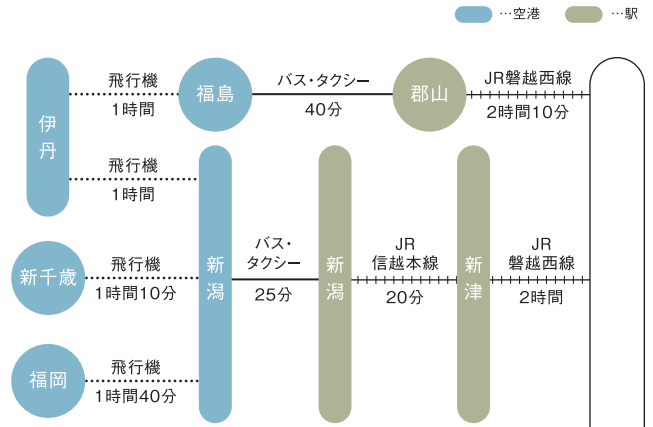 …空港
…駅
伊丹
飛行機
1時間
福島
バス・タクシー
40分
郡山
JR磐越西線
2時間10分
飛行機
1時間
新千歳
飛行機
1時間10分
福岡
飛行機
1時間40分
新潟
バス・
タクシー
25分
新潟
JR
信越本線
20分
新津
JR
磐越西線
2時間